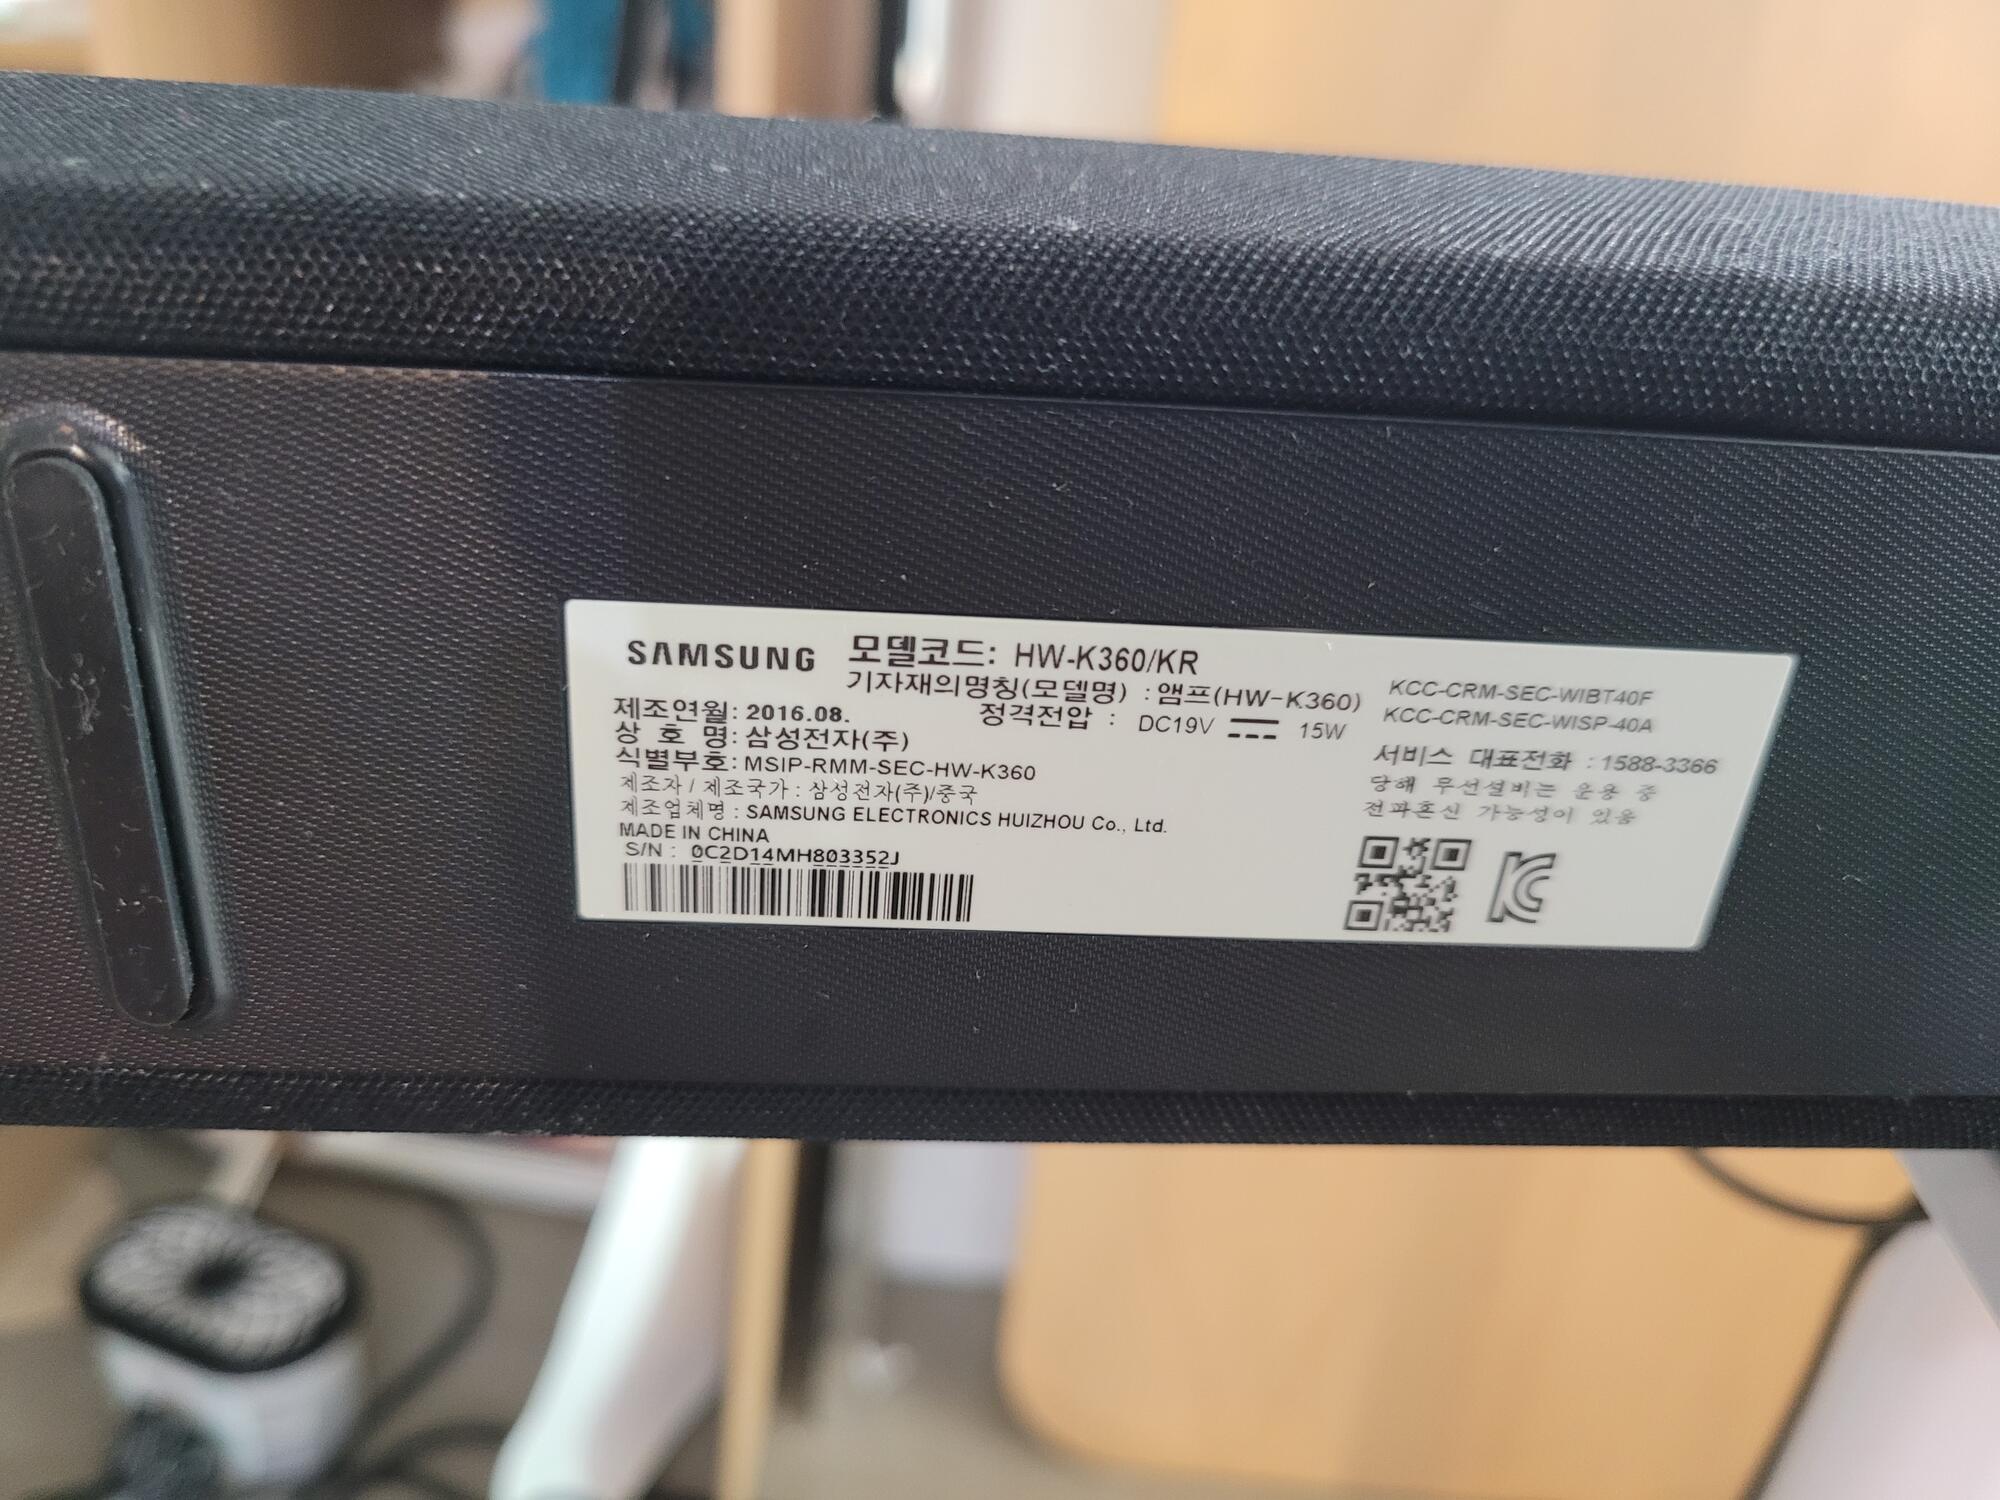 SAMSUNG 모델코드: HW-K360/KR
기자재의명칭(모델명) : 앰프(HW-K360)
제조연월: 2016.08. 정격전압 : DC19V 15W
상 호 명: 삼성전자(주)
식별부호: MSIP-RMM-SEC-HW-K360
제조자 / 제조국가 : 삼성전자(주)/중국
제조업체명 : SAMSUNG ELECTRONICS HUIZHOU Co., Ltd.
MADE IN CHINA
S/N : 0C2D14MH803352J
KCC-CRM-SEC-WIBT40F
KCC-CRM-SEC-WISP-40A
서비스 대표전화 : 1588-3366
당해 무선설비는 운용 중
전파혼신 가능성이 있음